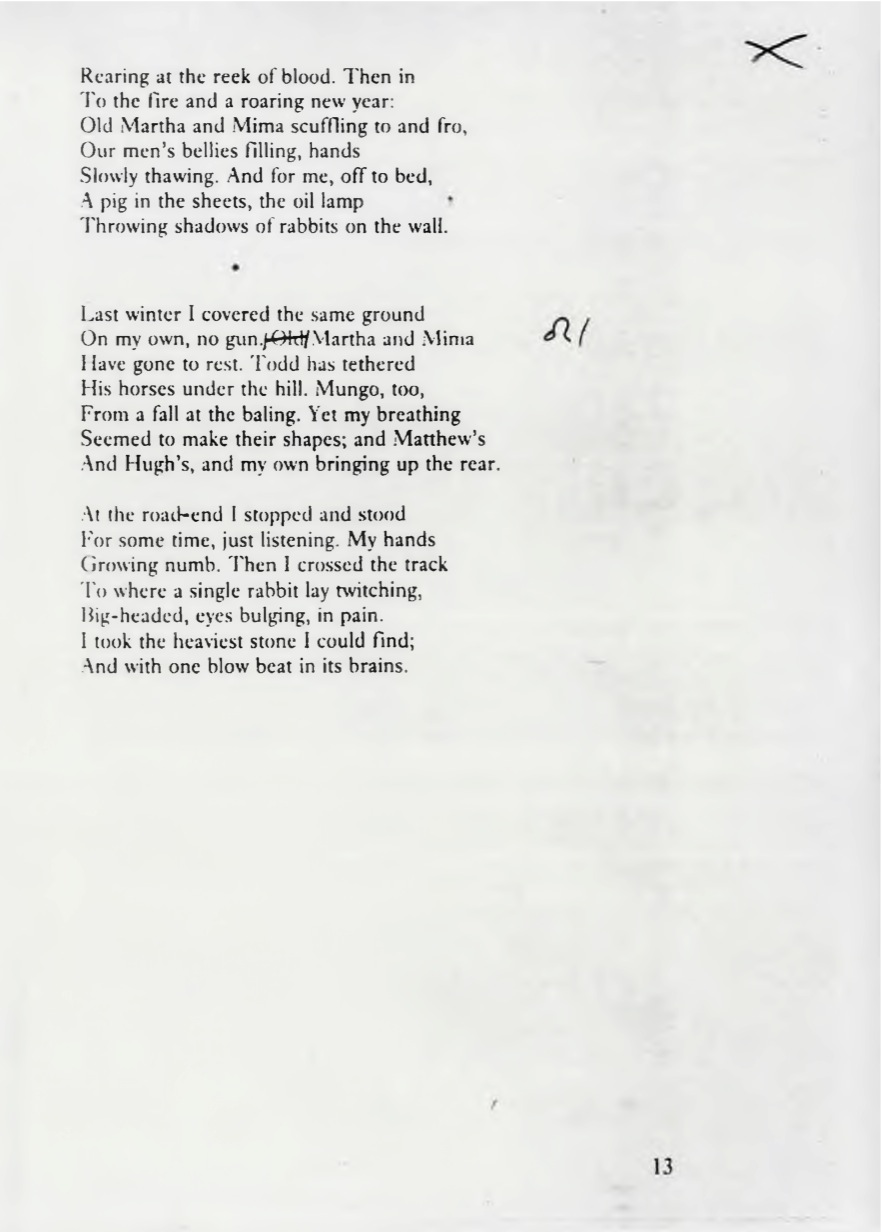 Rearing at the reek of blood. Then in
To the fire and a roaring new year:
Old Martha and Mima scuffling to and fro,
Our men's bellies filling, hands
Slowly thawing. And for me, off to bed,
A pig in the sheets, the oil lamp
Throwing shadows of rabbits on the wall.
•
Last winter I covered the same ground
On my own, no gun. Old Martha and Mima
Have gone to rest. Todd has tethered
His horses under the hill. Mungo, too,
From a fall at the baling. Yet my breathing
Seemed to make their shapes; and Matthew's
And Hugh's, and my own bringing up the rear.
At the road-end I stopped and stood
For some time, just listening. My hands
Growing numb. Then I crossed the track
To where a single rabbit lay twitching,
Big-headed, eyes bulging, in pain.
I took the heaviest stone I could find;
And with one blow beat in its brains.
13